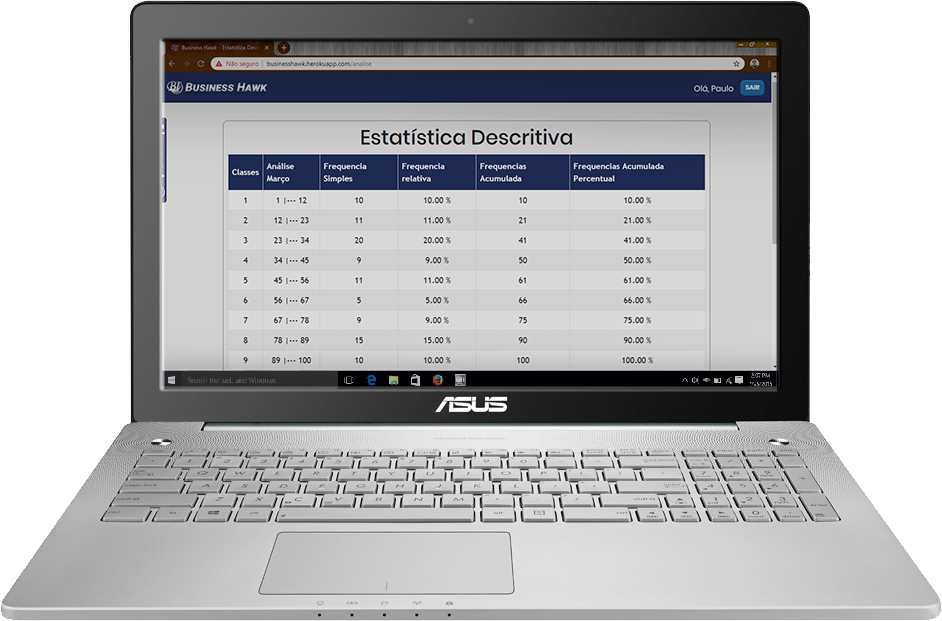 Business Hawk - Estatistica Desc
Não seguro | businesshawk.herokuapp.com/analise
BJ BUSINESS HAWK
Olá, Paulo SAIR
Estatística Descritiva
Classes Análise Março Frequencia Simples Frequencia relativa Frequencias Acumulada Frequencias Acumulada Percentual
1 1 |--- 12 10 10.00 % 10 10.00 %
2 12 |--- 23 11 11.00 % 21 21.00 %
3 23 |--- 34 20 20.00 % 41 41.00 %
4 34 |--- 45 9 9.00 % 50 50.00 %
5 45 |--- 56 11 11.00 % 61 61.00 %
6 56 |--- 67 5 5.00 % 66 66.00 %
7 67 |--- 78 9 9.00 % 75 75.00 %
8 78 |--- 89 15 15.00 % 90 90.00 %
9 89 |--- 100 10 10.00 % 100 100.00 %
Search the web and Windows
2:07 PM
ASUS
Q W E R T Y U I O P
A S D F G H J K L
Z X C V B N M